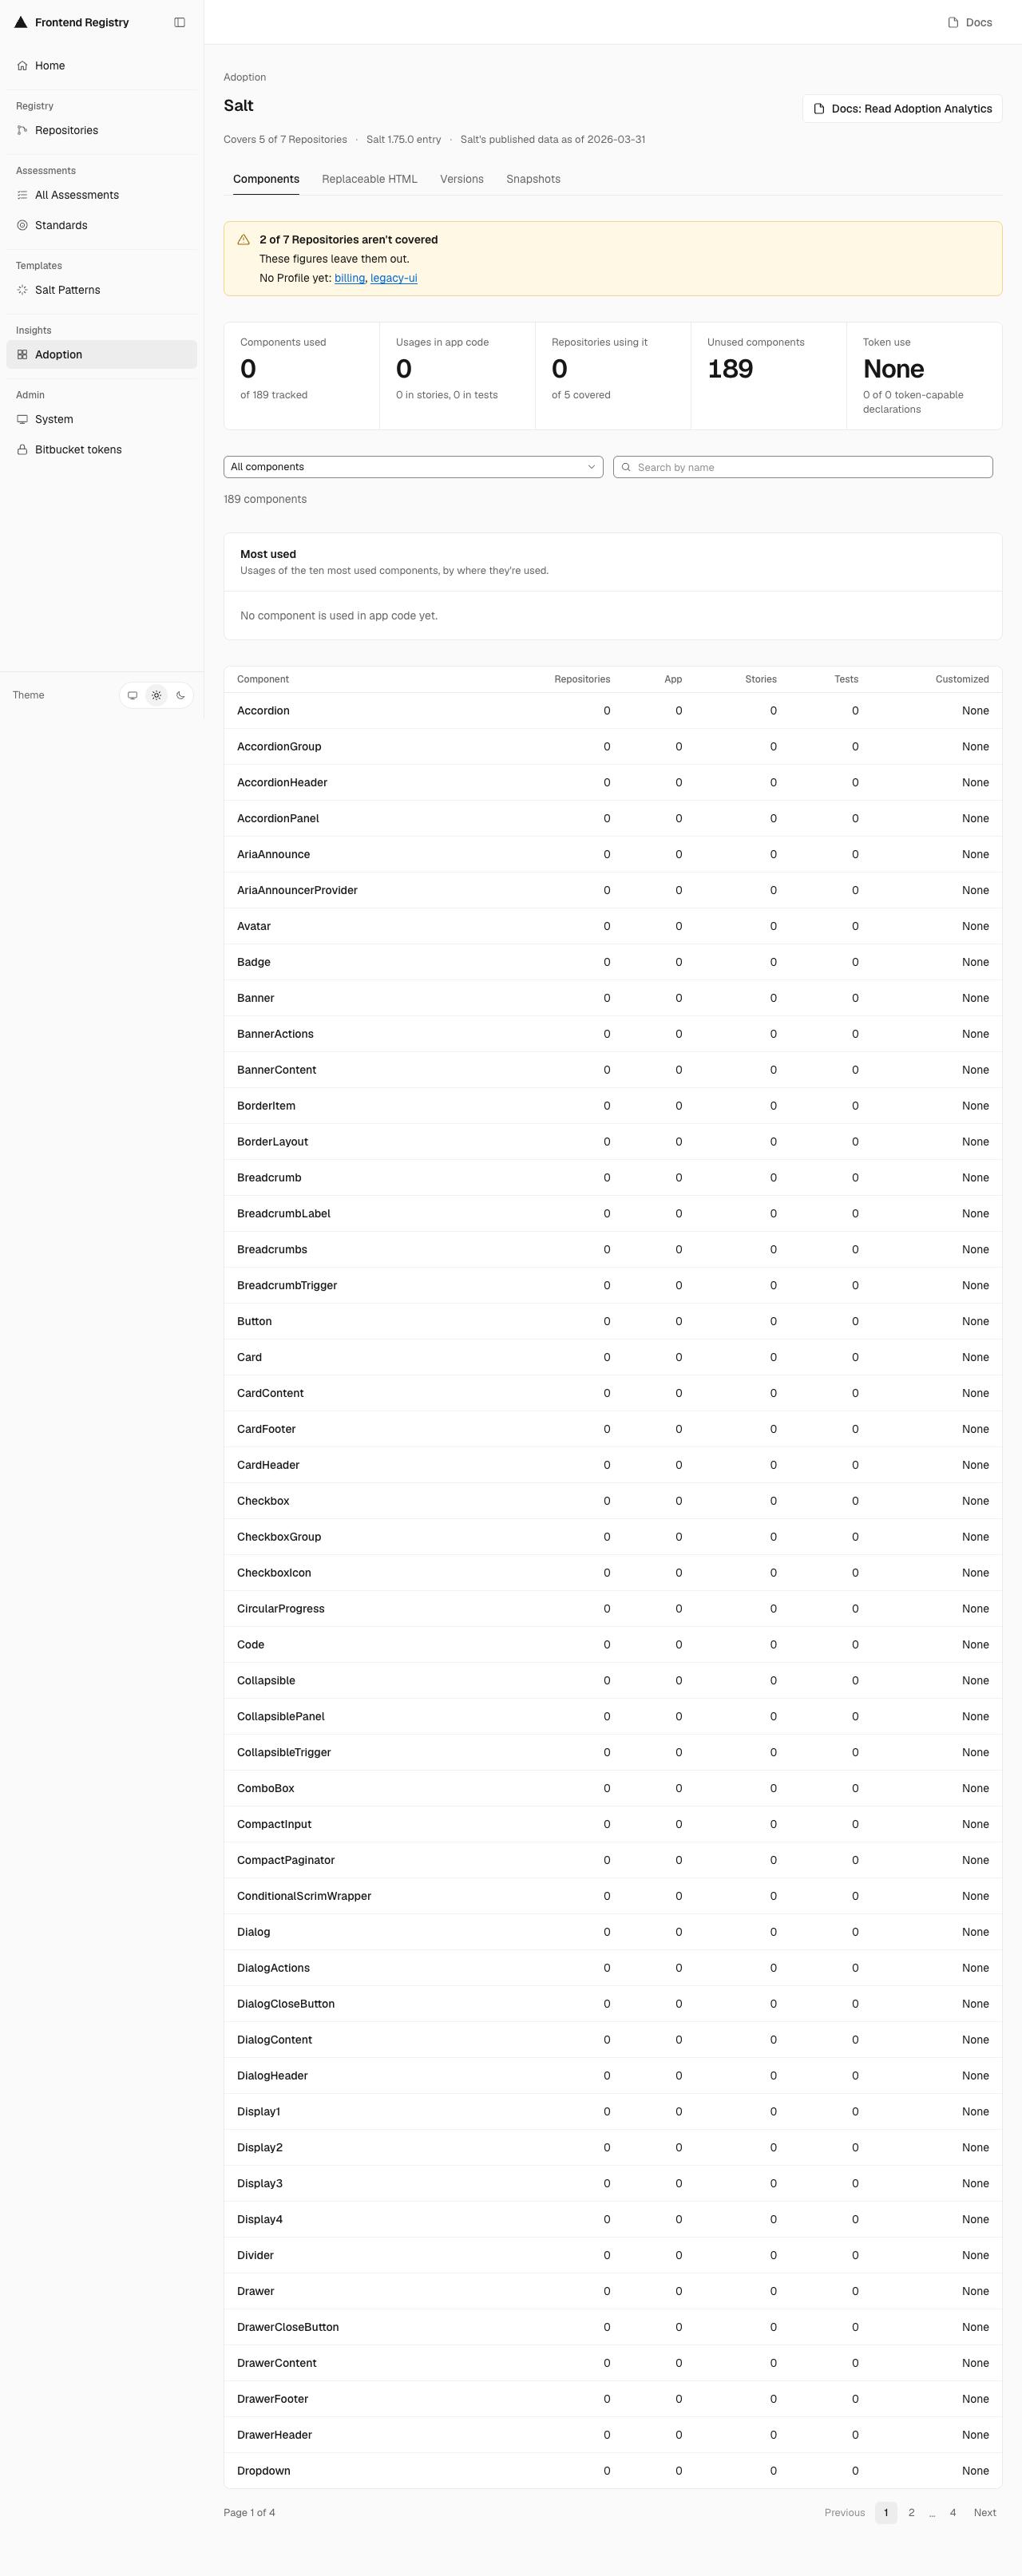 Frontend Registry
Docs
Home
Registry
Repositories
Assessments
All Assessments
Standards
Templates
Salt Patterns
Insights
Adoption
Admin
System
Bitbucket tokens
Theme
Adoption
Salt
Docs: Read Adoption Analytics
Covers 5 of 7 Repositories · Salt 1.75.0 entry · Salt's published data as of 2026-03-31
Components Replaceable HTML Versions Snapshots
2 of 7 Repositories aren't covered
These figures leave them out.
No Profile yet: billing, legacy-ui
Components used
0
of 189 tracked
Usages in app code
0
0 in stories, 0 in tests
Repositories using it
0
of 5 covered
Unused components
189
Token use
None
0 of 0 token-capable
declarations
All components
Search by name
189 components
Most used
Usages of the ten most used components, by where they're used.
No component is used in app code yet.
Component Repositories App Stories Tests Customized
Accordion 0 0 0 0 None
AccordionGroup 0 0 0 0 None
AccordionHeader 0 0 0 0 None
AccordionPanel 0 0 0 0 None
AriaAnnounce 0 0 0 0 None
AriaAnnouncerProvider 0 0 0 0 None
Avatar 0 0 0 0 None
Badge 0 0 0 0 None
Banner 0 0 0 0 None
BannerActions 0 0 0 0 None
BannerContent 0 0 0 0 None
BorderItem 0 0 0 0 None
BorderLayout 0 0 0 0 None
Breadcrumb 0 0 0 0 None
BreadcrumbLabel 0 0 0 0 None
Breadcrumbs 0 0 0 0 None
BreadcrumbTrigger 0 0 0 0 None
Button 0 0 0 0 None
Card 0 0 0 0 None
CardContent 0 0 0 0 None
CardFooter 0 0 0 0 None
CardHeader 0 0 0 0 None
Checkbox 0 0 0 0 None
CheckboxGroup 0 0 0 0 None
CheckboxIcon 0 0 0 0 None
CircularProgress 0 0 0 0 None
Code 0 0 0 0 None
Collapsible 0 0 0 0 None
CollapsiblePanel 0 0 0 0 None
CollapsibleTrigger 0 0 0 0 None
ComboBox 0 0 0 0 None
CompactInput 0 0 0 0 None
CompactPaginator 0 0 0 0 None
ConditionalScrimWrapper 0 0 0 0 None
Dialog 0 0 0 0 None
DialogActions 0 0 0 0 None
DialogCloseButton 0 0 0 0 None
DialogContent 0 0 0 0 None
DialogHeader 0 0 0 0 None
Display1 0 0 0 0 None
Display2 0 0 0 0 None
Display3 0 0 0 0 None
Display4 0 0 0 0 None
Divider 0 0 0 0 None
Drawer 0 0 0 0 None
DrawerCloseButton 0 0 0 0 None
DrawerContent 0 0 0 0 None
DrawerFooter 0 0 0 0 None
DrawerHeader 0 0 0 0 None
Dropdown 0 0 0 0 None
Page 1 of 4
Previous 1 2 ... 4 Next